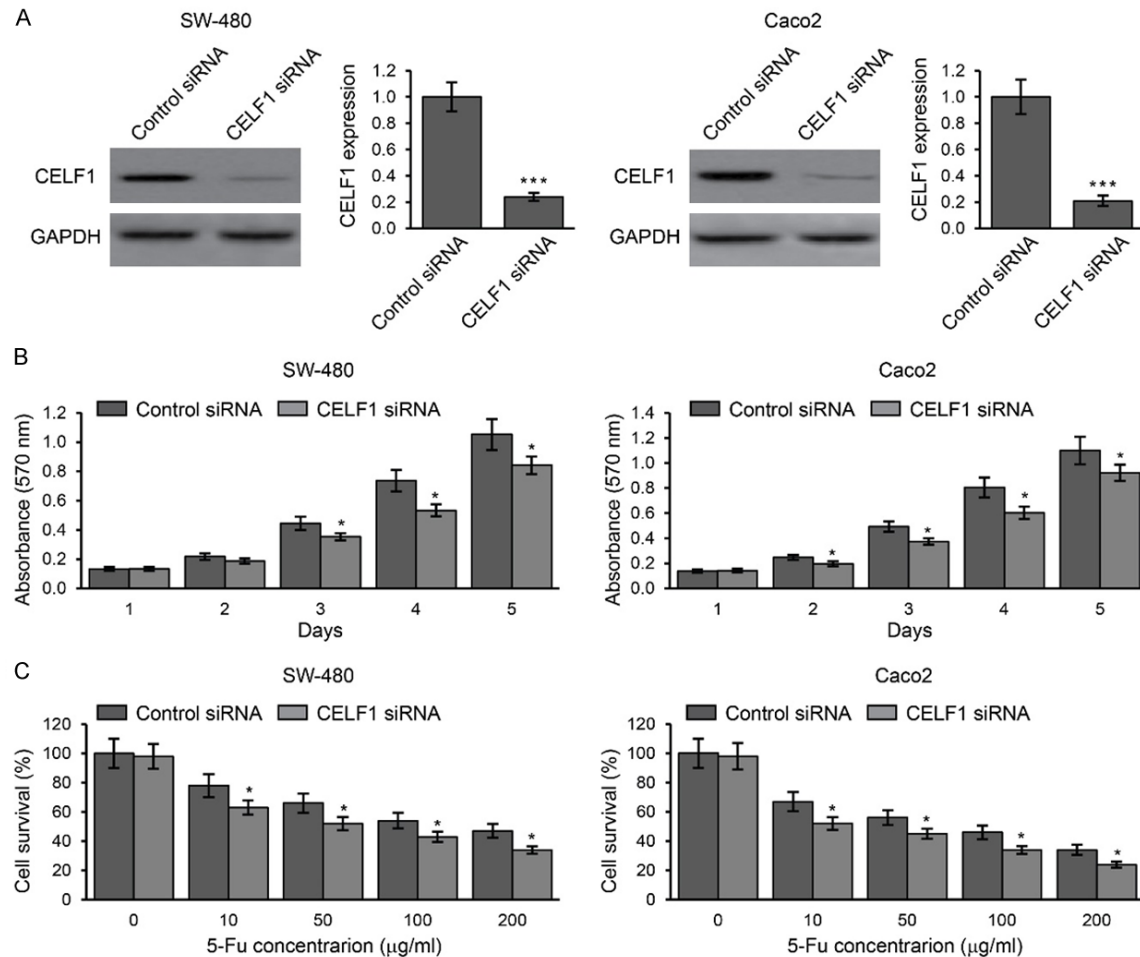 A
SW-480
Control siRNA
CELF1 siRNA
CELF1
GAPDH
CELF1 expression
1.2
1.0
0.8
0.6
0.4
0.2
0.0
***
Control siRNA
CELF1 siRNA
Caco2
Control siRNA
CELF1 siRNA
CELF1
GAPDH
CELF1 expression
1.2
1.0
0.8
0.6
0.4
0.2
0.0
***
Control siRNA
CELF1 siRNA
B
SW-480
Control siRNA CELF1 siRNA
Absorbance (570 nm)
1.2
1.0
0.8
0.6
0.4
0.2
0.0
* * *
1 2 3 4 5
Days
Caco2
Control siRNA CELF1 siRNA
Absorbance (570 nm)
1.4
1.2
1.0
0.8
0.6
0.4
0.2
0.0
* * * *
1 2 3 4 5
Days
C
SW-480
Control siRNA CELF1 siRNA
Cell survival (%)
120
100
80
60
40
20
0
* * * *
0 10 50 100 200
5-Fu concentrarion (μg/ml)
Caco2
Control siRNA CELF1 siRNA
Cell survival (%)
120
100
80
60
40
20
0
* * * *
0 10 50 100 200
5-Fu concentrarion (μg/ml)